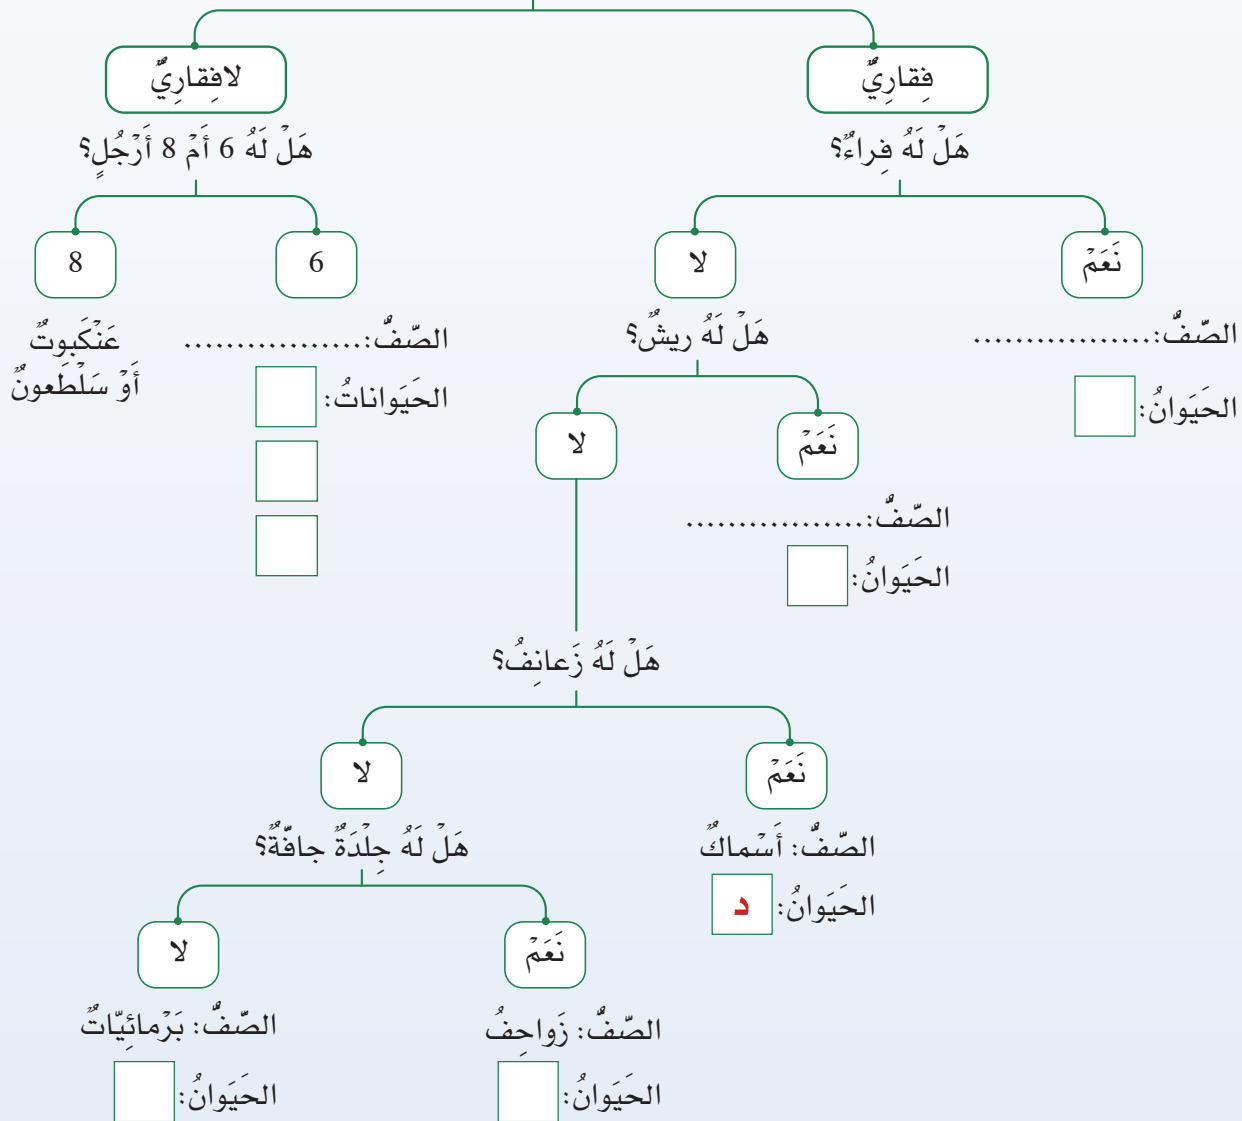 فِقارِيٌّ
لافِقارِيٌّ
هَلْ لَهُ فِراءٌ؟
هَلْ لَهُ 6 أَمْ 8 أَرْجُلٍ؟
نَعَمْ
لا
6
8
الصّفُّ:.................
الحَيَوانُ:
هَلْ لَهُ ريشٌ؟
الصّفُّ:.................
الحَيَواناتُ:
عَنْكَبوتٌ
أَوْ سَلْطَعونٌ
نَعَمْ
لا
الصّفُّ:.................
الحَيَوانُ:
هَلْ لَهُ زَعانِفُ؟
نَعَمْ
لا
الصّفُّ: أَسْماكٌ
الحَيَوانُ: د
هَلْ لَهُ جِلْدَةٌ جافّةٌ؟
نَعَمْ
لا
الصّفُّ: زَواحِفُ
الحَيَوانُ:
الصّفُّ: بَرْمائِيّاتٌ
الحَيَوانُ: